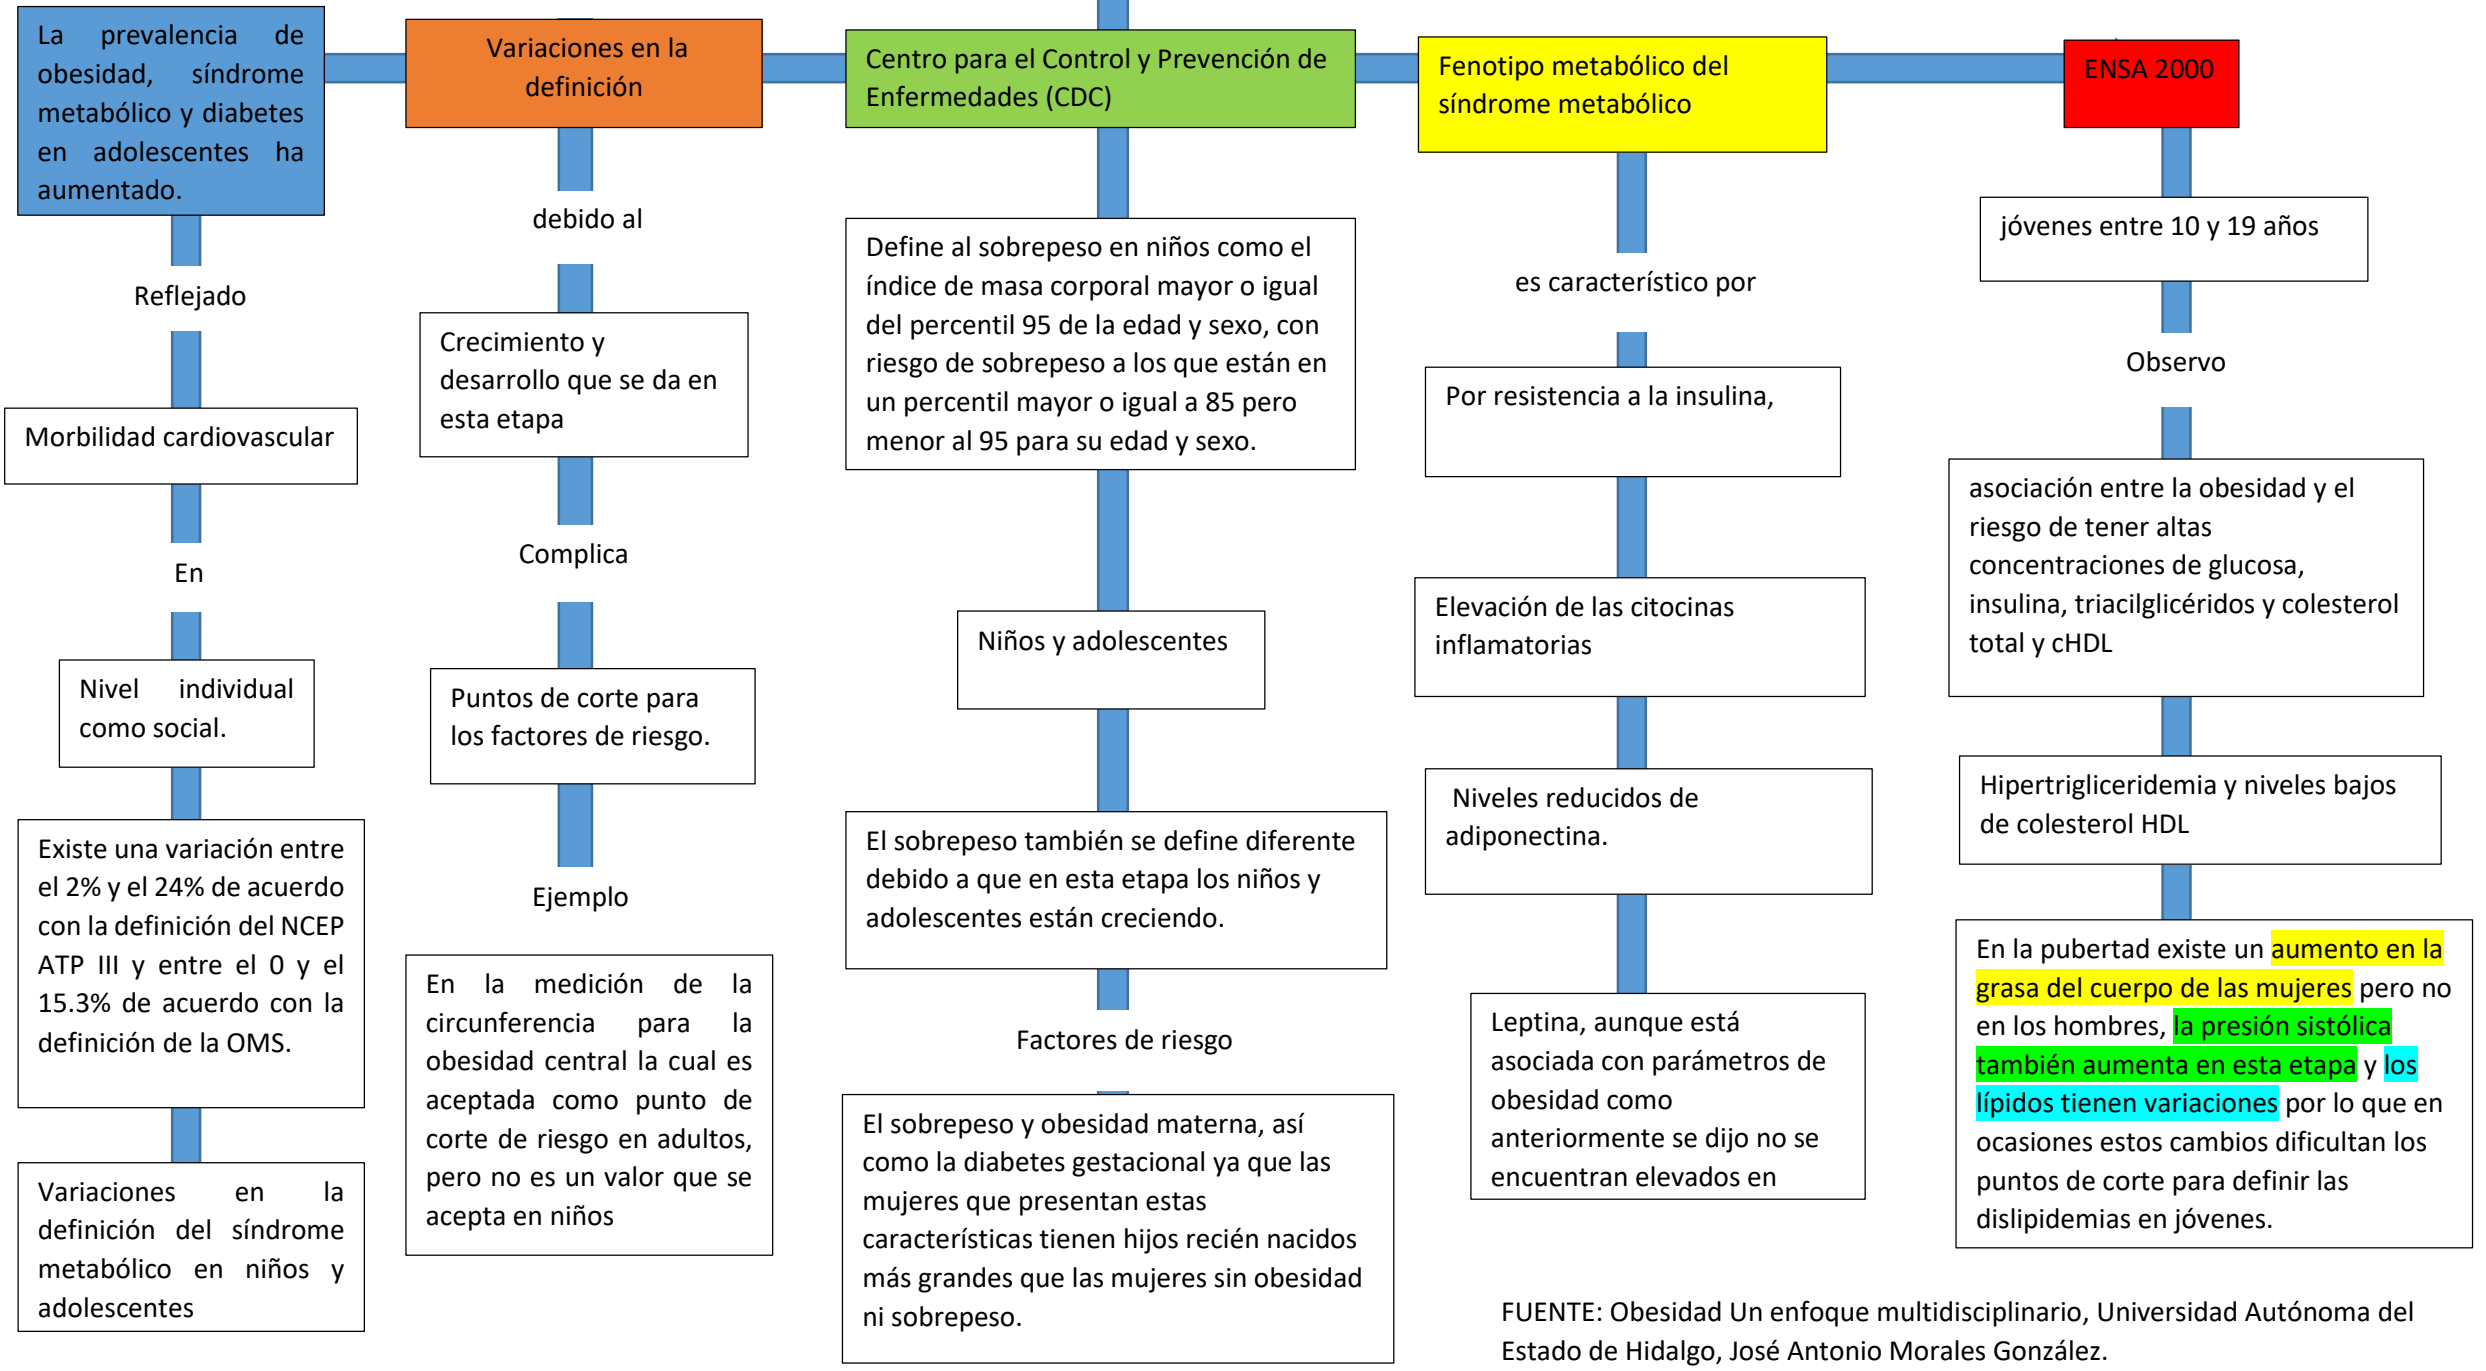 La prevalencia de
obesidad, síndrome
metabólico y diabetes
en adolescentes ha
aumentado.
Reflejado
Morbilidad cardiovascular
En
Nivel individual
como social.
Existe una variación entre
el 2% y el 24% de acuerdo
con la definición del NCEP
ATP III y entre el 0 y el
15.3% de acuerdo con la
definición de la OMS.
Variaciones en la
definición del síndrome
metabólico en niños y
adolescentes
Variaciones en la
definición
debido al
Crecimiento y
desarrollo que se da en
esta etapa
Complica
Puntos de corte para
los factores de riesgo.
Ejemplo
En la medición de la
circunferencia para la
obesidad central la cual es
aceptada como punto de
corte de riesgo en adultos,
pero no es un valor que se
acepta en niños
Centro para el Control y Prevención de
Enfermedades (CDC)
Define al sobrepeso en niños como el
índice de masa corporal mayor o igual
del percentil 95 de la edad y sexo, con
riesgo de sobrepeso a los que están en
un percentil mayor o igual a 85 pero
menor al 95 para su edad y sexo.
Niños y adolescentes
El sobrepeso también se define diferente
debido a que en esta etapa los niños y
adolescentes están creciendo.
Factores de riesgo
El sobrepeso y obesidad materna, así
como la diabetes gestacional ya que las
mujeres que presentan estas
características tienen hijos recién nacidos
más grandes que las mujeres sin obesidad
ni sobrepeso.
Fenotipo metabólico del
síndrome metabólico
es característico por
Por resistencia a la insulina,
Elevación de las citocinas
inflamatorias
Niveles reducidos de
adiponectina.
Leptina, aunque está
asociada con parámetros de
obesidad como
anteriormente se dijo no se
encuentran elevados en
ENSA 2000
jóvenes entre 10 y 19 años
Observo
asociación entre la obesidad y el
riesgo de tener altas
concentraciones de glucosa,
insulina, triacilglicéridos y colesterol
total y cHDL
Hipertrigliceridemia y niveles bajos
de colesterol HDL
En la pubertad existe un aumento en la
grasa del cuerpo de las mujeres pero no
en los hombres, la presión sistólica
también aumenta en esta etapa y los
lípidos tienen variaciones por lo que en
ocasiones estos cambios dificultan los
puntos de corte para definir las
dislipidemias en jóvenes.
FUENTE: Obesidad Un enfoque multidisciplinario, Universidad Autónoma del
Estado de Hidalgo, José Antonio Morales González.